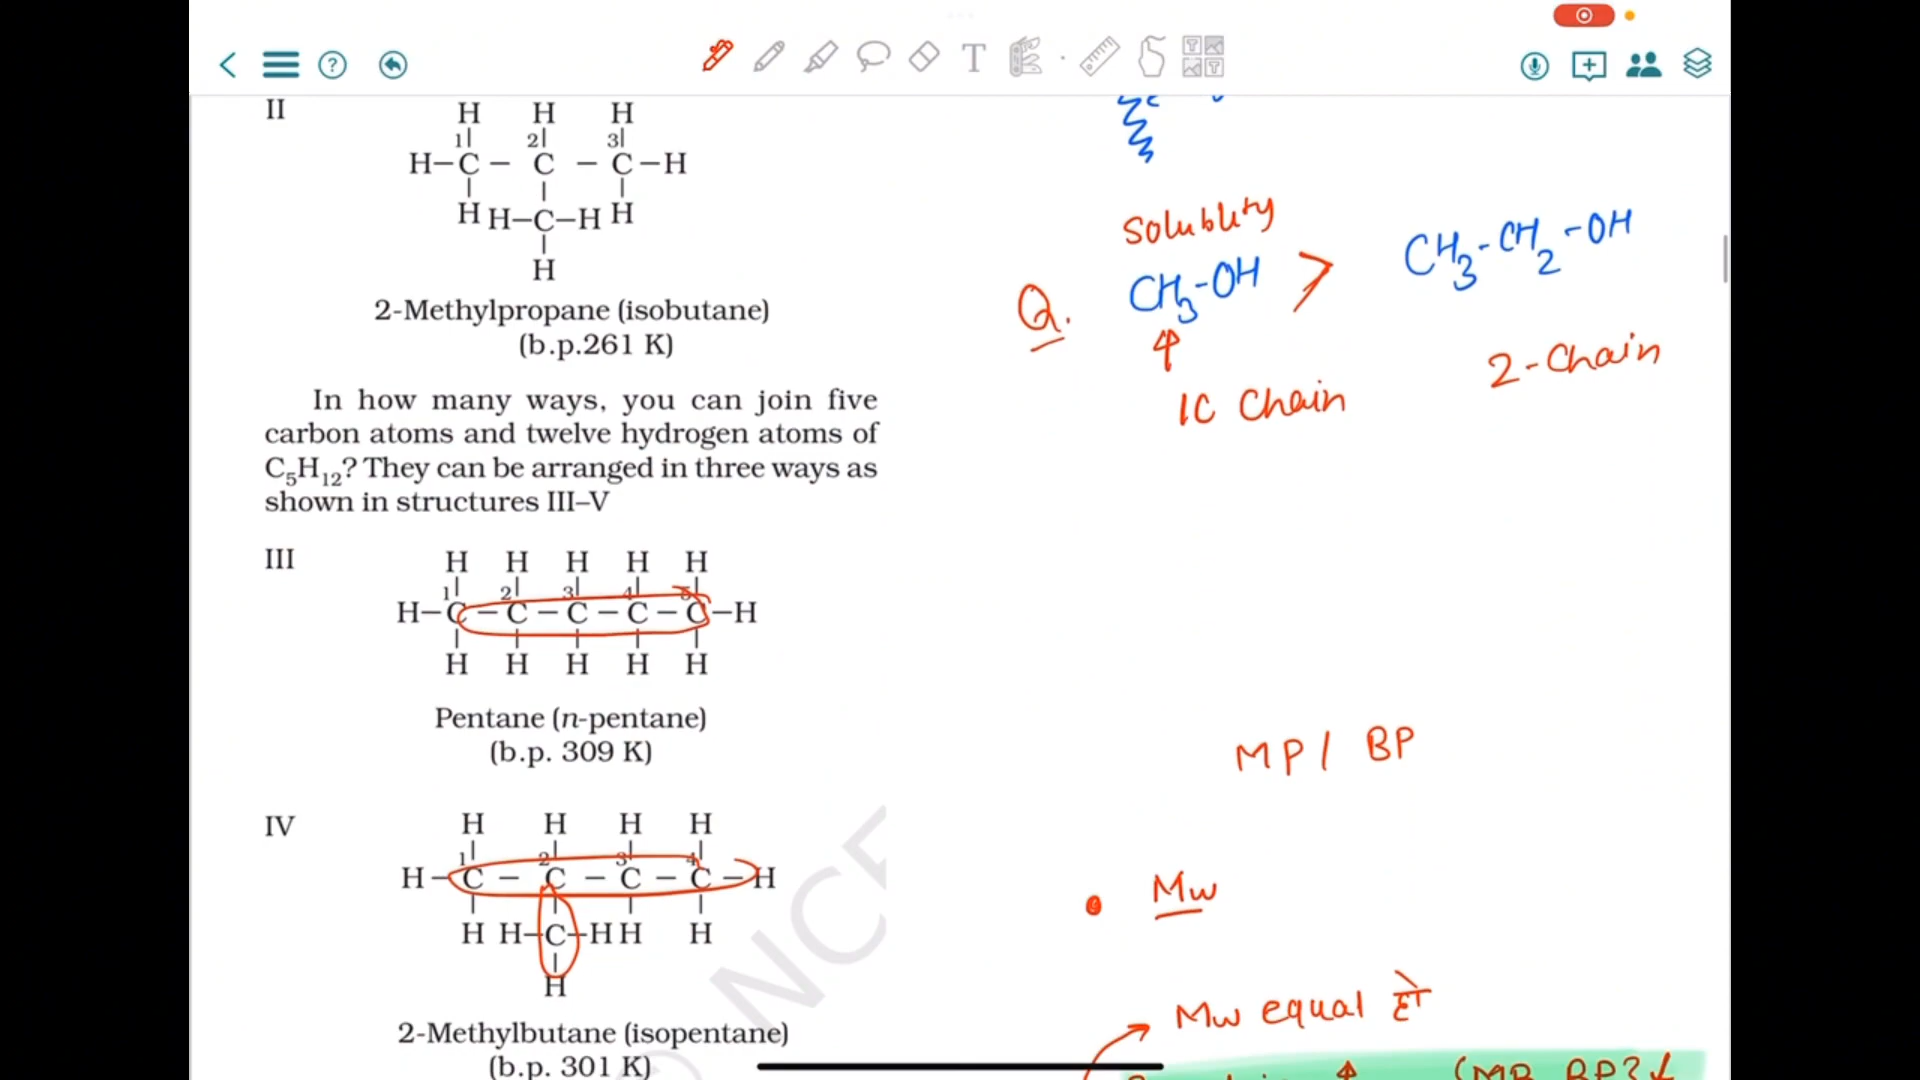 II
H H H
1 2 3
H–C – C – C–H
H H–C–H H
H
2-Methylpropane (isobutane)
(b.p.261 K)
In how many ways, you can join five
carbon atoms and twelve hydrogen atoms of
C5H12? They can be arranged in three ways as
shown in structures III–V
III
H H H H H
1 2 3 4 5
H–C–C–C–C–C–H
H H H H H
Pentane (n-pentane)
(b.p. 309 K)
IV
H H H H
1 2 3 4
H–C – C – C – C–H
H H–C–H H H
H
2-Methylbutane (isopentane)
(b.p. 301 K)
Solublity
Q. CH3-OH > CH3-CH2-OH
1C Chain
2-Chain
MP/ BP
• Mw
Mw equal है